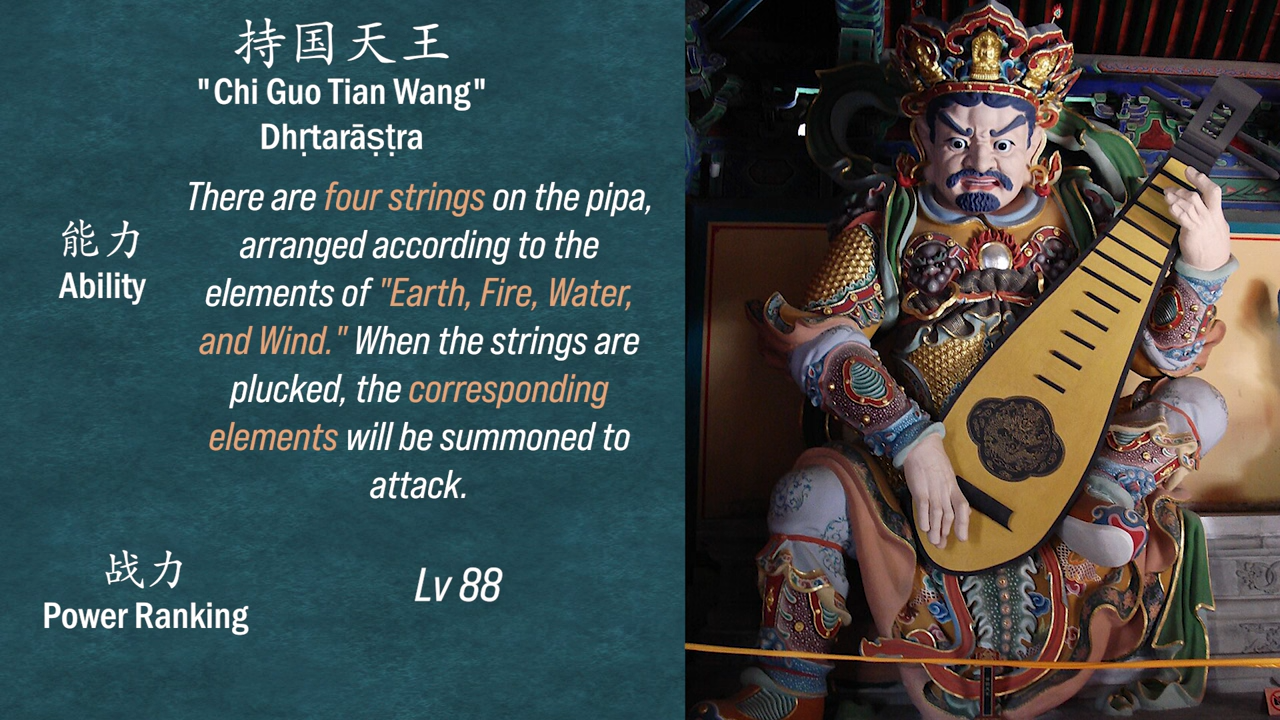 持国天王
"Chi Guo Tian Wang"
Dhṛtarāṣṭra
能力
Ability
There are four strings on the pipa,
arranged according to the
elements of "Earth, Fire, Water,
and Wind." When the strings are
plucked, the corresponding
elements will be summoned to
attack.
战力
Power Ranking
Lv 88